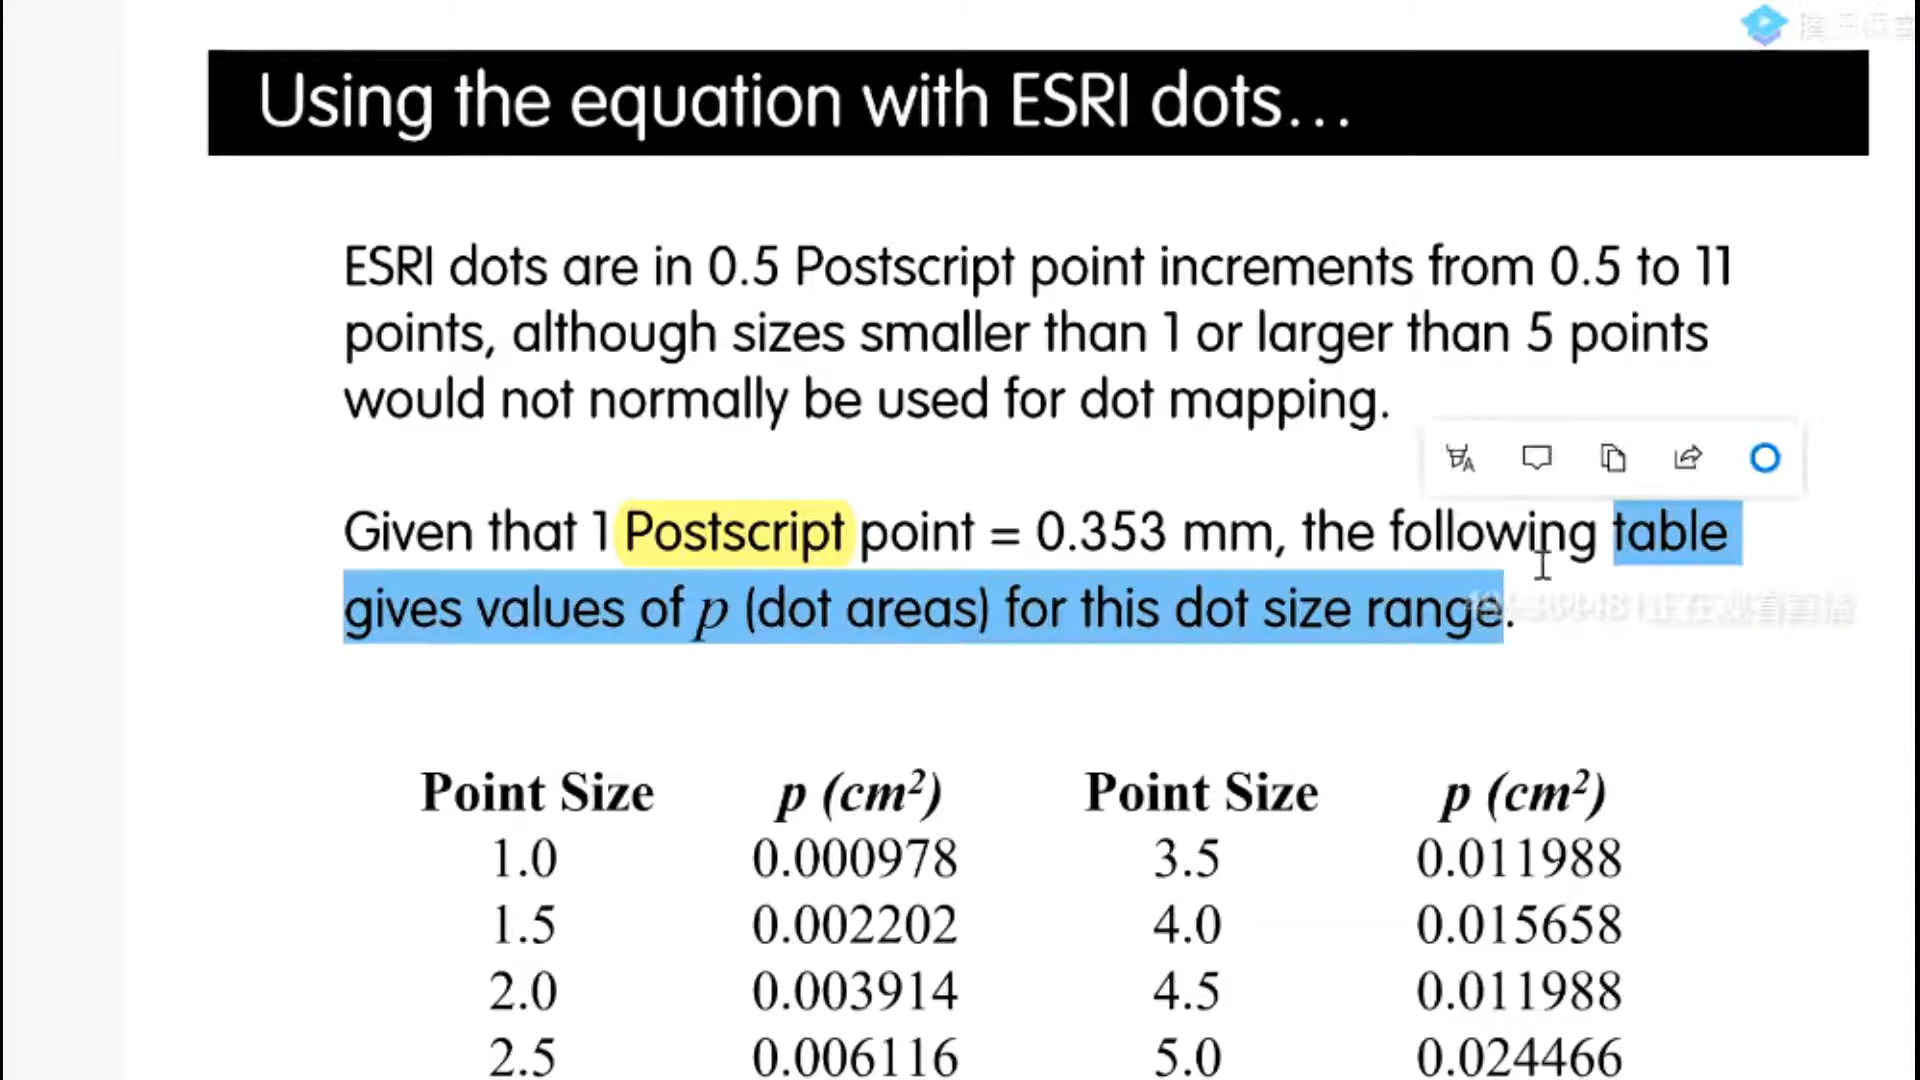 Using the equation with ESRI dots…
ESRI dots are in 0.5 Postscript point increments from 0.5 to 11
points, although sizes smaller than 1 or larger than 5 points
would not normally be used for dot mapping.
Given that 1 Postscript point = 0.353 mm, the following table
gives values of p (dot areas) for this dot size range.
Point Size p (cm²) Point Size p (cm²)
1.0 0.000978 3.5 0.011988
1.5 0.002202 4.0 0.015658
2.0 0.003914 4.5 0.011988
2.5 0.006116 5.0 0.024466